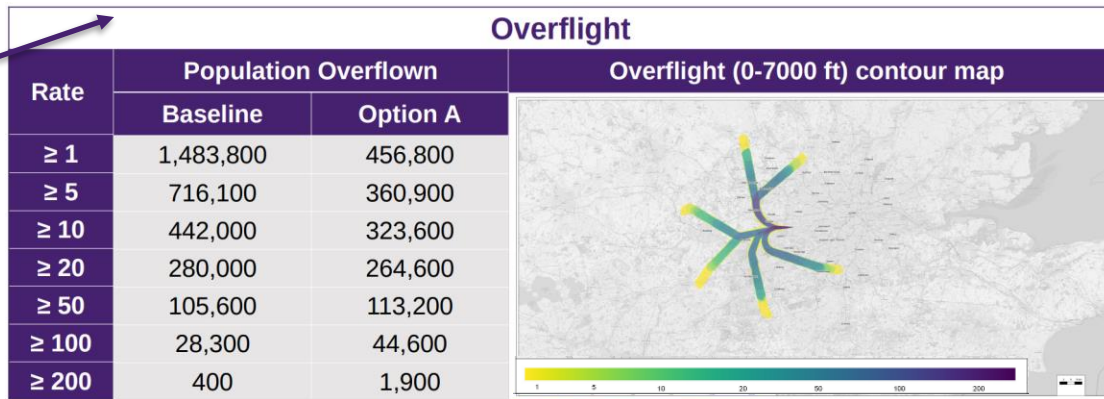 Overflight
Rate Population Overflown Overflight (0-7000 ft) contour map
Baseline Option A
≥ 1 1,483,800 456,800
≥ 5 716,100 360,900
≥ 10 442,000 323,600
≥ 20 280,000 264,600
≥ 50 105,600 113,200
≥ 100 28,300 44,600
≥ 200 400 1,900
1 5 10 20 50 100 200